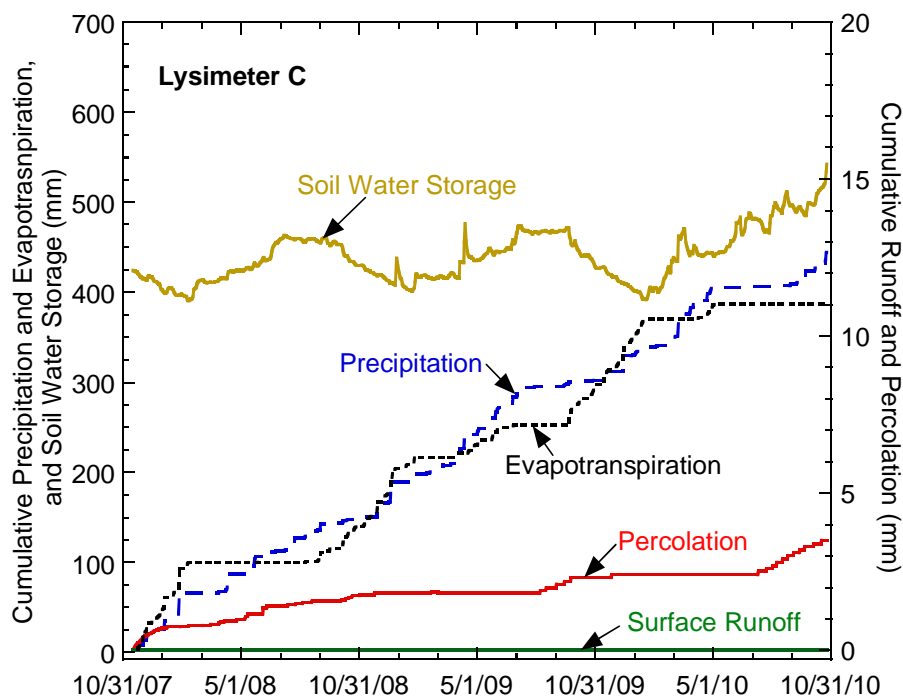 Lysimeter C
Cumulative Precipitation and Evapotrasnpiration,
and Soil Water Storage (mm)
700
600
500
400
300
200
100
0
Soil Water Storage
Precipitation
Evapotranspiration
Percolation
Surface Runoff
20
15
10
5
0
Cumulative Runoff and Percolation (mm)
10/31/07
5/1/08
10/31/08
5/1/09
10/31/09
5/1/10
10/31/10